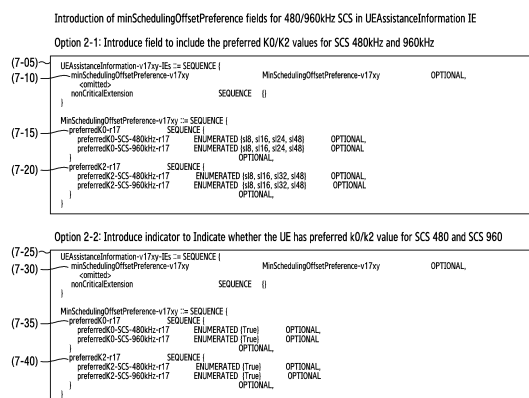 Introduction of minSchedulingOffsetPreference fields for 480/960kHz SCS in UEAssistanceInformation IE
Option 2-1: Introduce field to include the preferred K0/K2 values for SCS 480kHz and 960kHz
(7-05) UEAssistanceInformation-v17xy-IEs ::= SEQUENCE {
(7-10) minSchedulingOffsetPreference-v17xy MinSchedulingOffsetPreference-v17xy OPTIONAL,
<omitted>
nonCriticalExtension SEQUENCE {}
}
MinSchedulingOffsetPreference-v17xy ::= SEQUENCE {
(7-15) preferredK0-r17 SEQUENCE {
preferredK0-SCS-480kHz-r17 ENUMERATED {sl8, sl16, sl24, sl48} OPTIONAL,
preferredK0-SCS-960kHz-r17 ENUMERATED {sl8, sl16, sl24, sl48} OPTIONAL
} OPTIONAL,
(7-20) preferredK2-r17 SEQUENCE {
preferredK2-SCS-480kHz-r17 ENUMERATED {sl8, sl16, sl32, sl48} OPTIONAL,
preferredK2-SCS-960kHz-r17 ENUMERATED {sl8, sl16, sl32, sl48} OPTIONAL
} OPTIONAL,
}
Option 2-2: Introduce indicator to Indicate whether the UE has preferred k0/k2 value for SCS 480 and SCS 960
(7-25) UEAssistanceInformation-v17xy-IEs ::= SEQUENCE {
(7-30) minSchedulingOffsetPreference-v17xy MinSchedulingOffsetPreference-v17xy OPTIONAL,
<omitted>
nonCriticalExtension SEQUENCE {}
}
MinSchedulingOffsetPreference-v17xy ::= SEQUENCE {
(7-35) preferredK0-r17 SEQUENCE {
preferredK0-SCS-480kHz-r17 ENUMERATED {True} OPTIONAL,
preferredK0-SCS-960kHz-r17 ENUMERATED {True} OPTIONAL
} OPTIONAL,
(7-40) preferredK2-r17 SEQUENCE {
preferredK2-SCS-480kHz-r17 ENUMERATED {True} OPTIONAL,
preferredK2-SCS-960kHz-r17 ENUMERATED {True} OPTIONAL
} OPTIONAL,
}